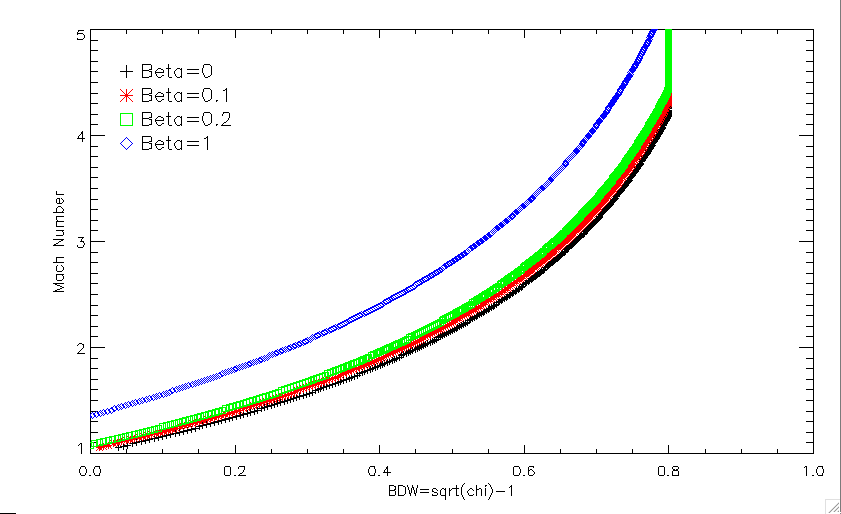 5
Beta=0
Beta=0.1
Beta=0.2
4
Beta=1
Mach Number
3
2
1
0.0 0.2 0.4 0.6 0.8 1.0
BDW=sqrt(chi)-1